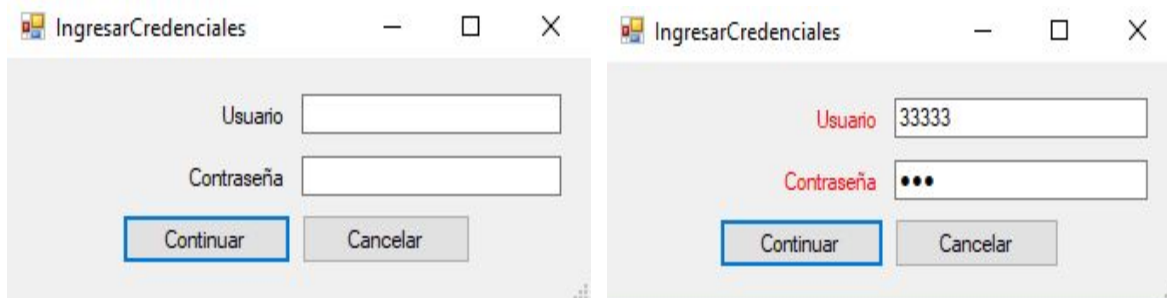 IngresarCredenciales
Usuario
Contraseña
Continuar Cancelar
IngresarCredenciales
Usuario 33333
Contraseña •••
Continuar Cancelar